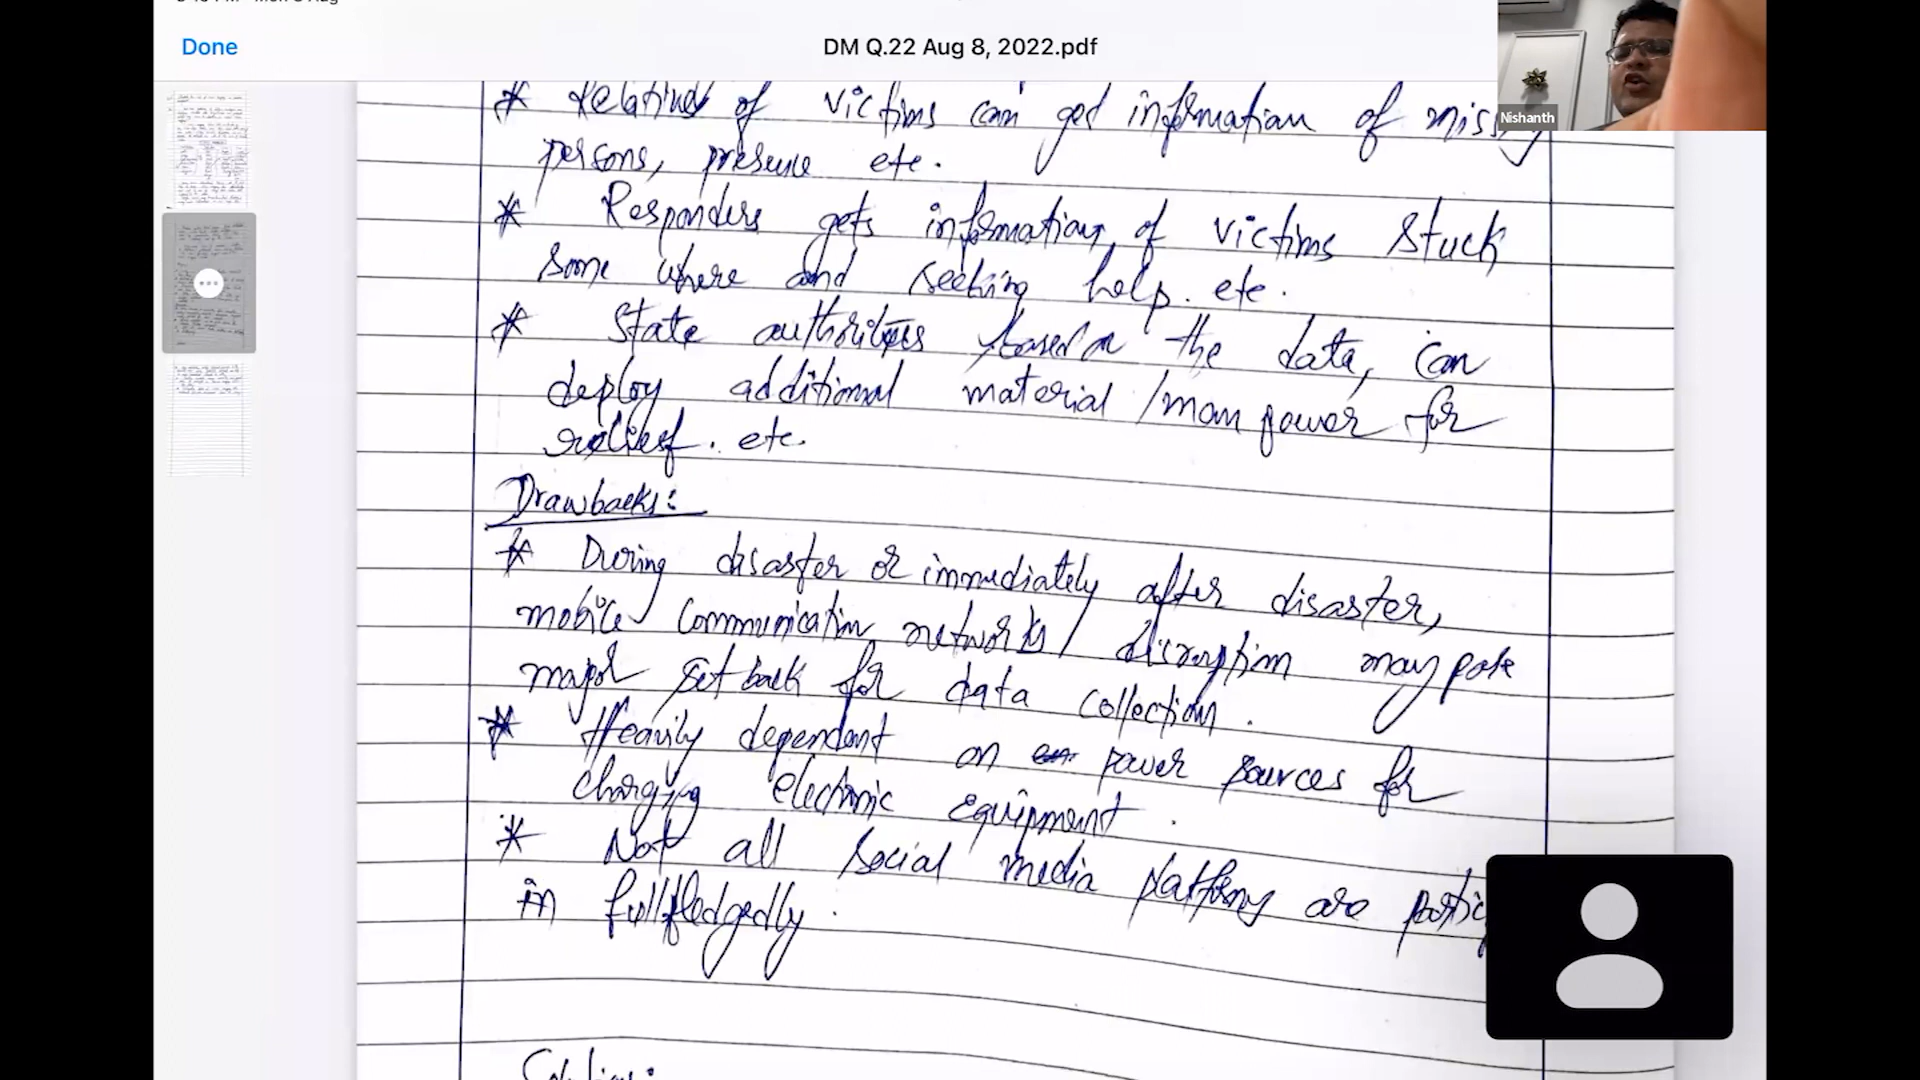 Done
DM Q.22 Aug 8, 2022.pdf
Nishanth
* Relatives of victims can get information of missing
persons, presence etc.
* Responders gets information, of victims stuck
some where and seeking help. etc.
* State authorities based on the data, can
deploy additional material / man power for
relief. etc.
Drawbacks:
* During disaster or immediately after disaster,
mobile communication networks disruption may pose
major set back for data collection.
* Heavily dependent on power sources for
charging electronic equipment.
* Not all social media platforms are
in fullfledgedly.